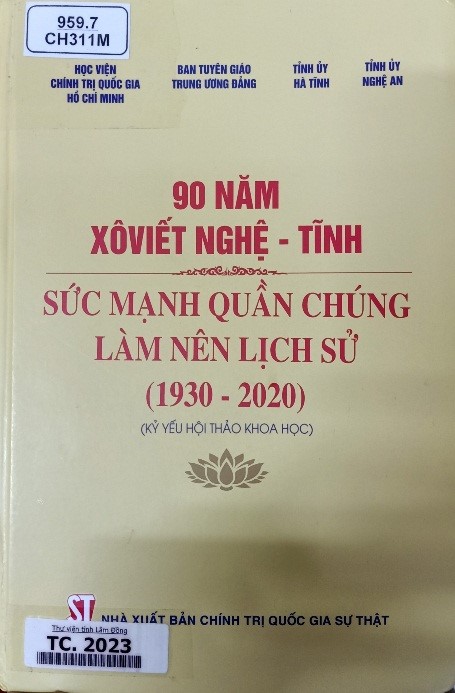 959.7
CH311M
HỌC VIỆN
CHÍNH TRỊ QUỐC GIA
HỒ CHÍ MINH
BAN TUYÊN GIÁO
TRUNG ƯƠNG ĐẢNG
TỈNH ỦY
HÀ TĨNH
TỈNH ỦY
NGHỆ AN
90 NĂM
XÔVIẾT NGHỆ - TĨNH
SỨC MẠNH QUẦN CHÚNG
LÀM NÊN LỊCH SỬ
(1930 - 2020)
(KỶ YẾU HỘI THẢO KHOA HỌC)
ST
NHÀ XUẤT BẢN CHÍNH TRỊ QUỐC GIA SỰ THẬT
Thư viện tỉnh Lâm Đồng
TC. 2023